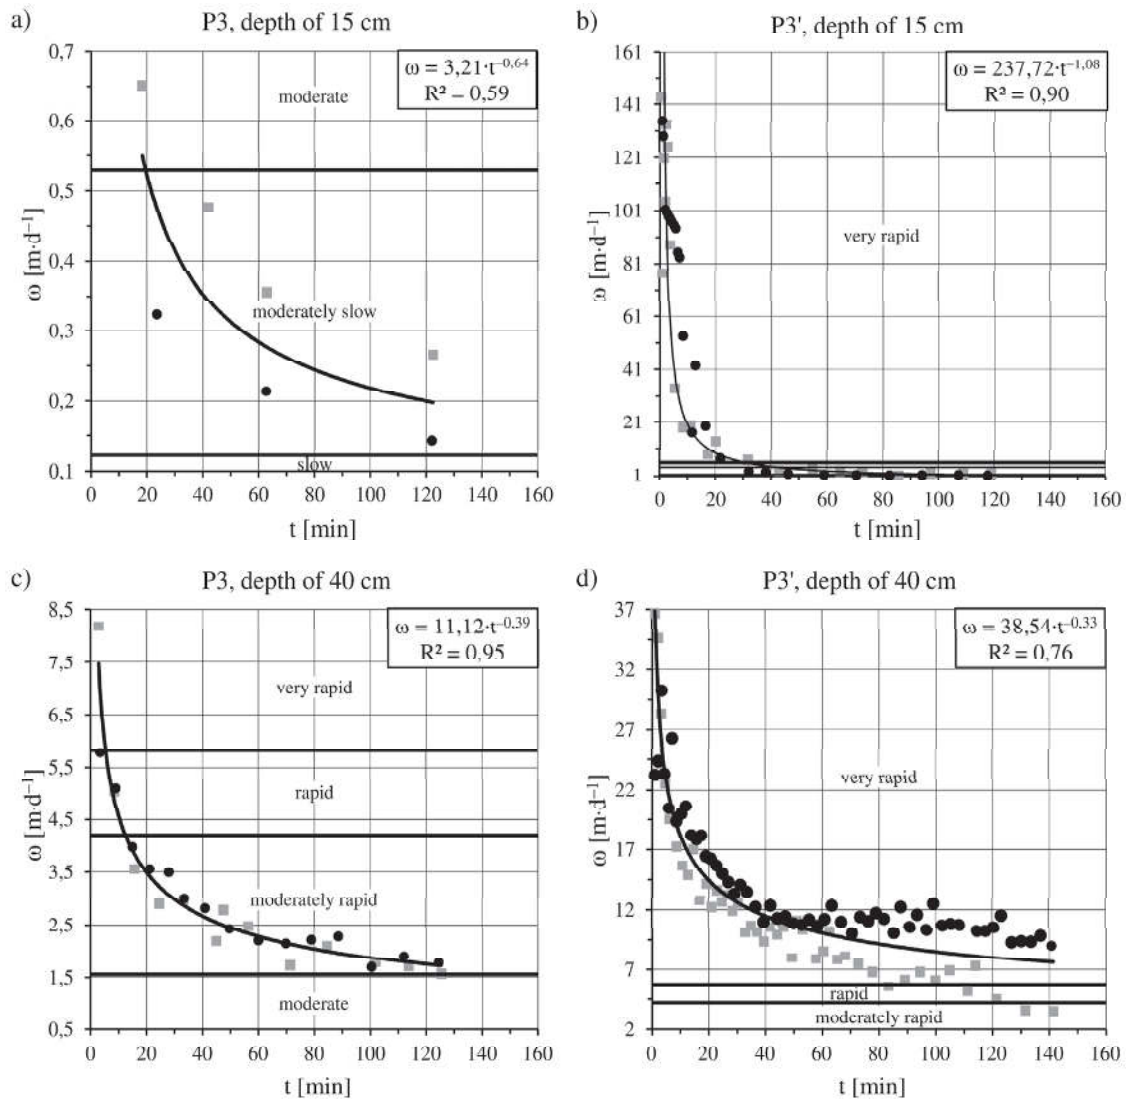 a)
P3, depth of 15 cm
0,7
0,6
0,5
0,4
0,3
0,2
0.1
ω [m·d⁻¹]
ω = 3,21·t⁻⁰,⁶⁴
R² – 0,59
moderate
moderately slow
slow
0 20 40 60 80 100 120 140 160
t [min]
b)
P3', depth of 15 cm
161
141
121
101
81
61
41
21
1
ω [m·d⁻¹]
ω = 237,72·t⁻¹,⁰⁸
R² = 0,90
very rapid
0 20 40 60 80 100 120 140 160
t [min]
c)
P3, depth of 40 cm
8,5
7,5
6,5
5,5
4,5
3,5
2,5
1,5
0,5
ω [m·d⁻¹]
ω = 11,12·t⁻⁰.³⁹
R² = 0,95
very rapid
rapid
moderately rapid
moderate
0 20 40 60 80 100 120 140 160
t [min]
d)
P3', depth of 40 cm
37
32
27
22
17
12
7
2
ω [m·d⁻¹]
ω = 38,54·t⁻⁰.³³
R² = 0,76
very rapid
rapid
moderately rapid
0 20 40 60 80 100 120 140 160
t [min]